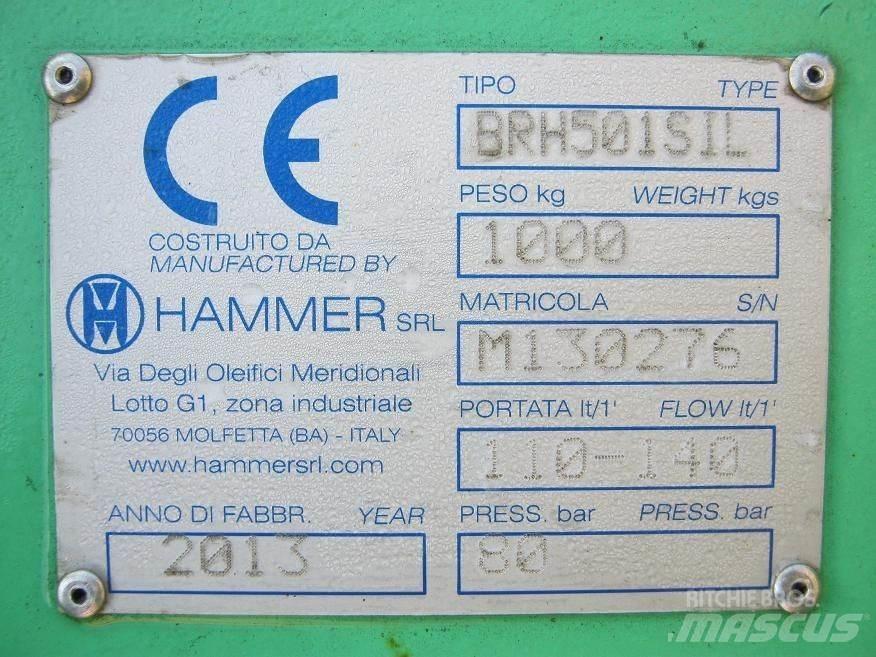 CE
COSTRUITO DA
MANUFACTURED BY
HAMMER SRL
Via Degli Oleifici Meridionali
Lotto G1, zona industriale
70056 MOLFETTA (BA) - ITALY
www.hammersrl.com
ANNO DI FABBR. YEAR
2013
TIPO TYPE
BRH501SIL
PESO kg WEIGHT kgs
1000
MATRICOLA S/N
M130276
PORTATA lt/1' FLOW lt/1'
110-140
PRESS. bar PRESS. bar
80
RITCHIE BROS.
MASCUS